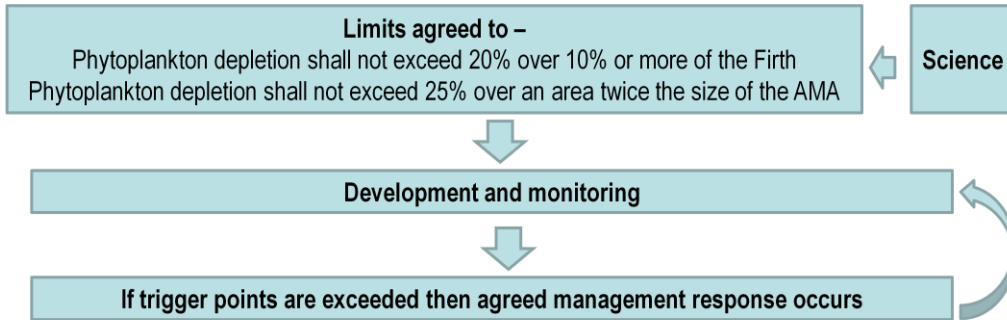 Limits agreed to –
Phytoplankton depletion shall not exceed 20% over 10% or more of the Firth
Phytoplankton depletion shall not exceed 25% over an area twice the size of the AMA
Science
Development and monitoring
If trigger points are exceeded then agreed management response occurs